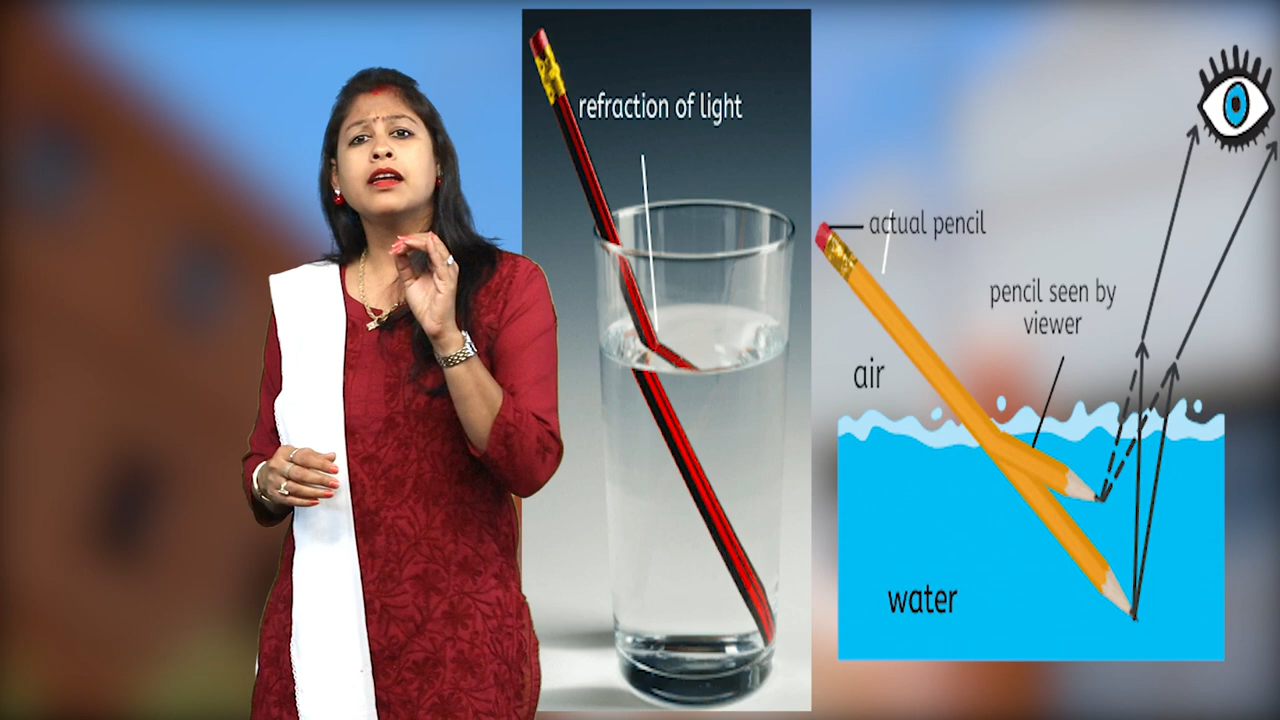 refraction of light
actual pencil
pencil seen by
viewer
air
water